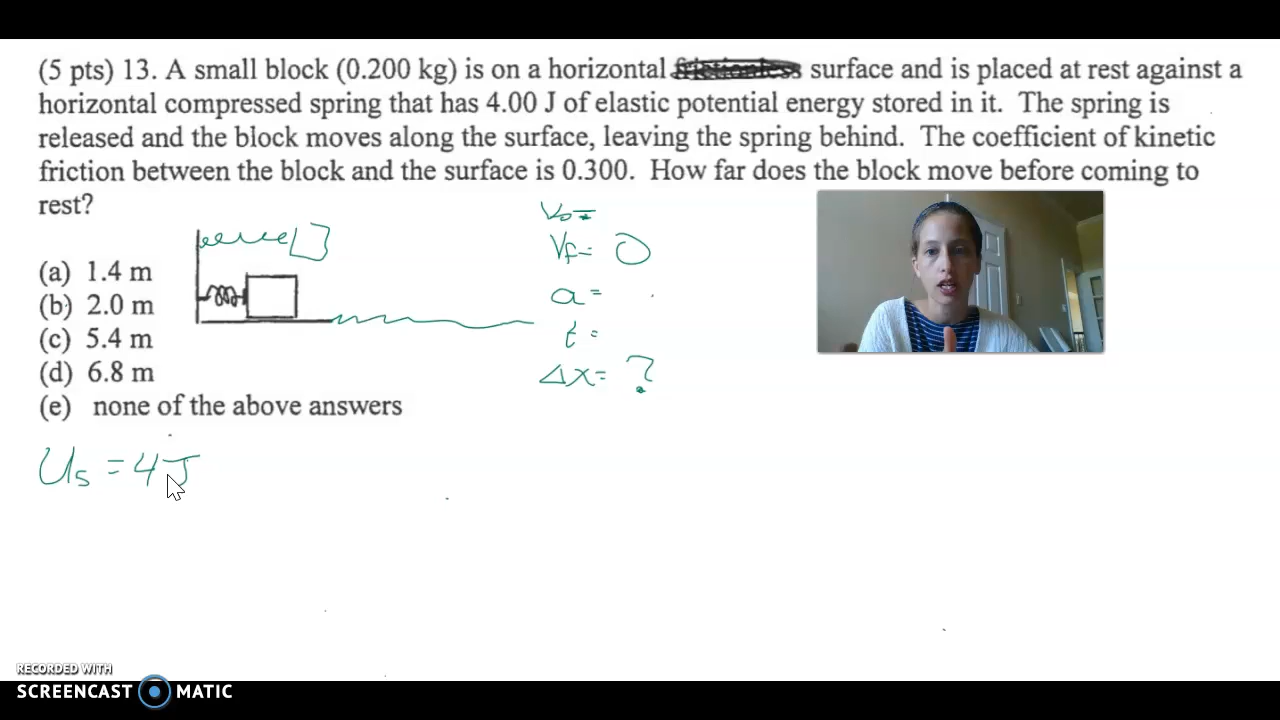 (5 pts) 13. A small block (0.200 kg) is on a horizontal frictionless surface and is placed at rest against a
horizontal compressed spring that has 4.00 J of elastic potential energy stored in it. The spring is
released and the block moves along the surface, leaving the spring behind. The coefficient of kinetic
friction between the block and the surface is 0.300. How far does the block move before coming to
rest?
(a) 1.4 m
(b) 2.0 m
(c) 5.4 m
(d) 6.8 m
(e) none of the above answers
V₀=
Vf= 0
a=
t=
Δx= ?
Us = 4J
RECORDED WITH
SCREENCAST MATIC